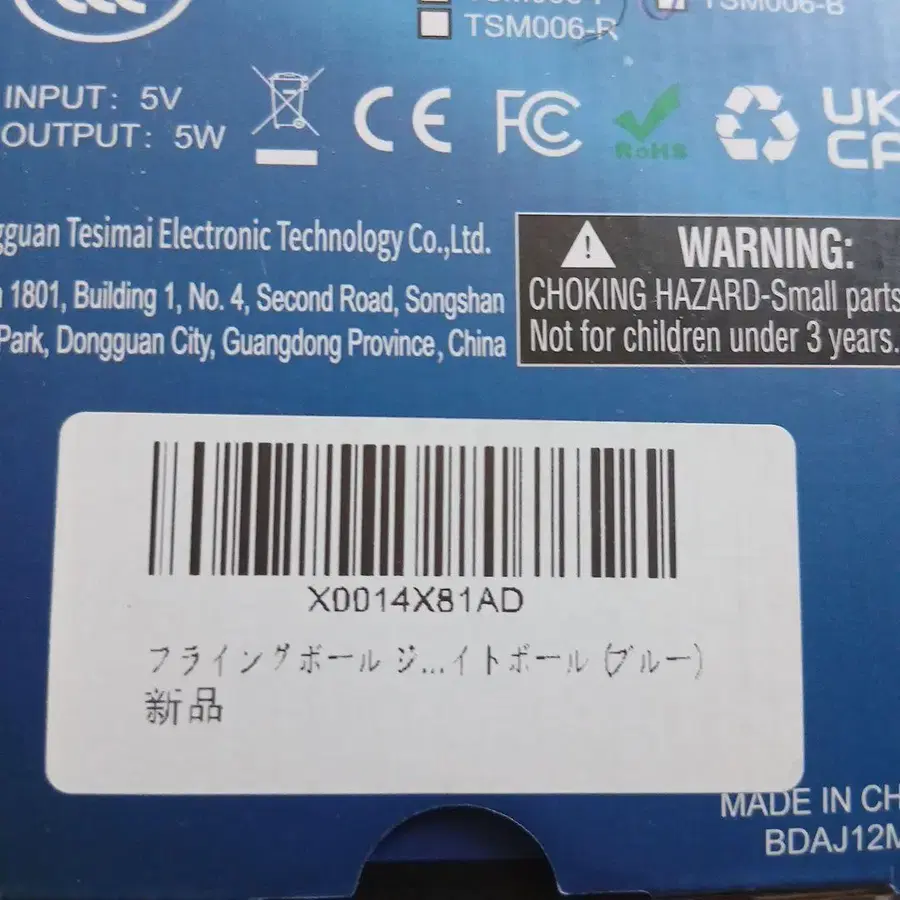 TSM006-B
TSM006-R
INPUT: 5V
OUTPUT: 5W
CE
FC
RoHS
UK
CA
gguan Tesimai Electronic Technology Co.,Ltd.
1801, Building 1, No. 4, Second Road, Songshan
Park, Dongguan City, Guangdong Province, China
WARNING:
CHOKING HAZARD-Small parts
Not for children under 3 years.
X0014X81AD
フライングボール ジ...イトボール (ブルー)
新品
MADE IN CH
BDAJ12M